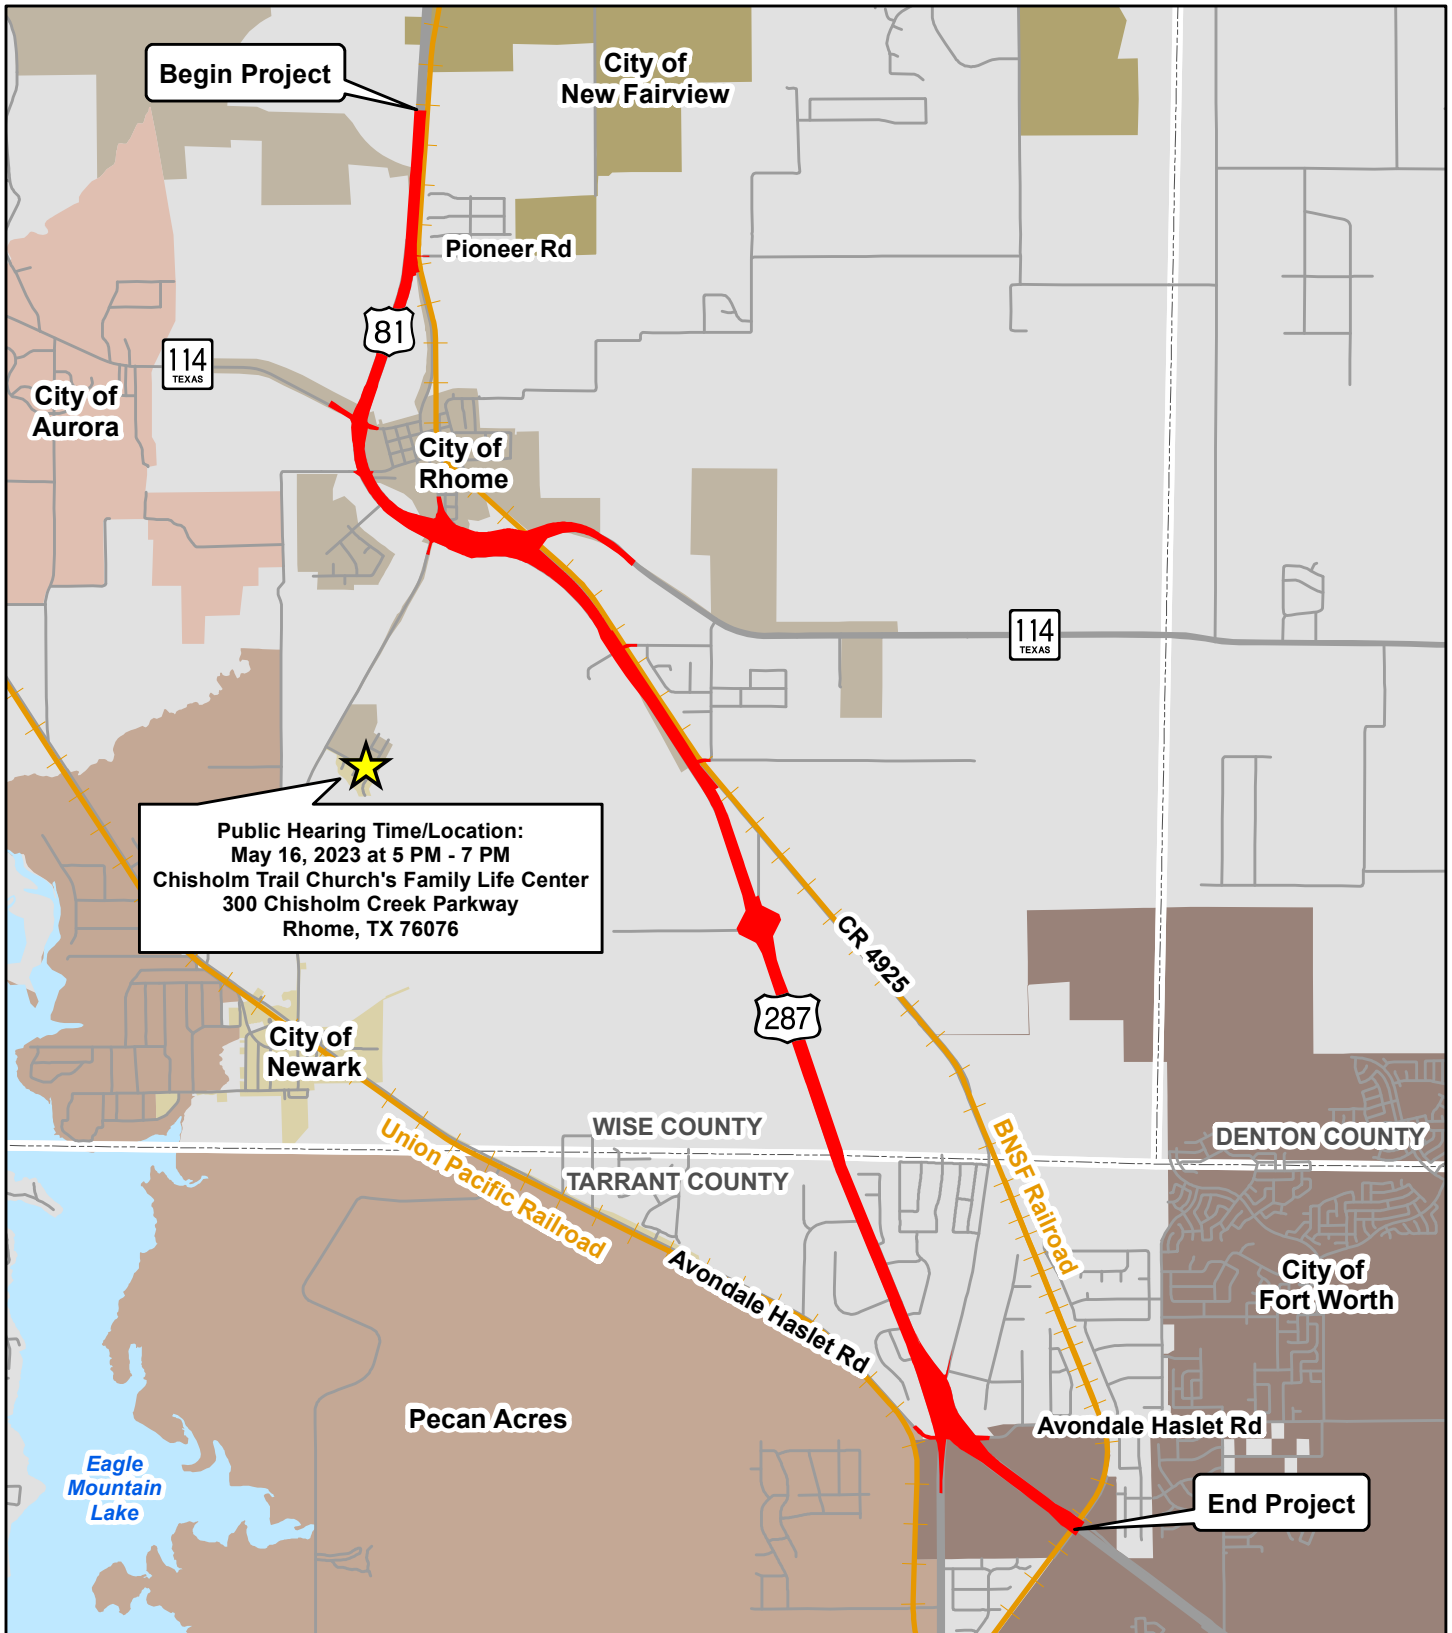 Begin Project
City of
New Fairview
Pioneer Rd
81
114
TEXAS
City of
Aurora
City of
Rhome
114
TEXAS
Public Hearing Time/Location:
May 16, 2023 at 5 PM - 7 PM
Chisholm Trail Church's Family Life Center
300 Chisholm Creek Parkway
Rhome, TX 76076
CR 4925
287
City of
Newark
WISE COUNTY
TARRANT COUNTY
DENTON COUNTY
Union Pacific Railroad
BNSF Railroad
Avondale Haslet Rd
City of
Fort Worth
Pecan Acres
Avondale Haslet Rd
Eagle
Mountain
Lake
End Project